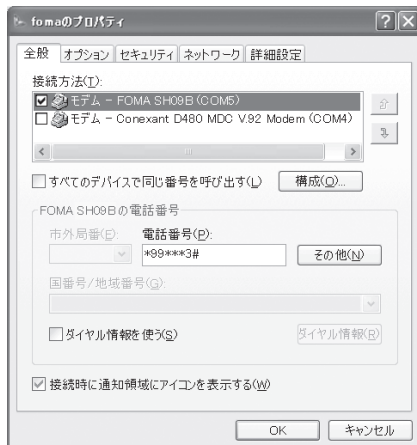 fomaのプロパティ
全般 オプション セキュリティ ネットワーク 詳細設定
接続方法(T):
モデム - FOMA SH09B (COM5)
モデム - Conexant D480 MDC V.92 Modem (COM4)
すべてのデバイスで同じ番号を呼び出す(L) 構成(O)...
FOMA SH09Bの電話番号
市外局番(E): 電話番号(P):
*99***3# その他(N)
国番号/地域番号(G):
ダイヤル情報を使う(S) ダイヤル情報(R)
接続時に通知領域にアイコンを表示する(W)
OK キャンセル